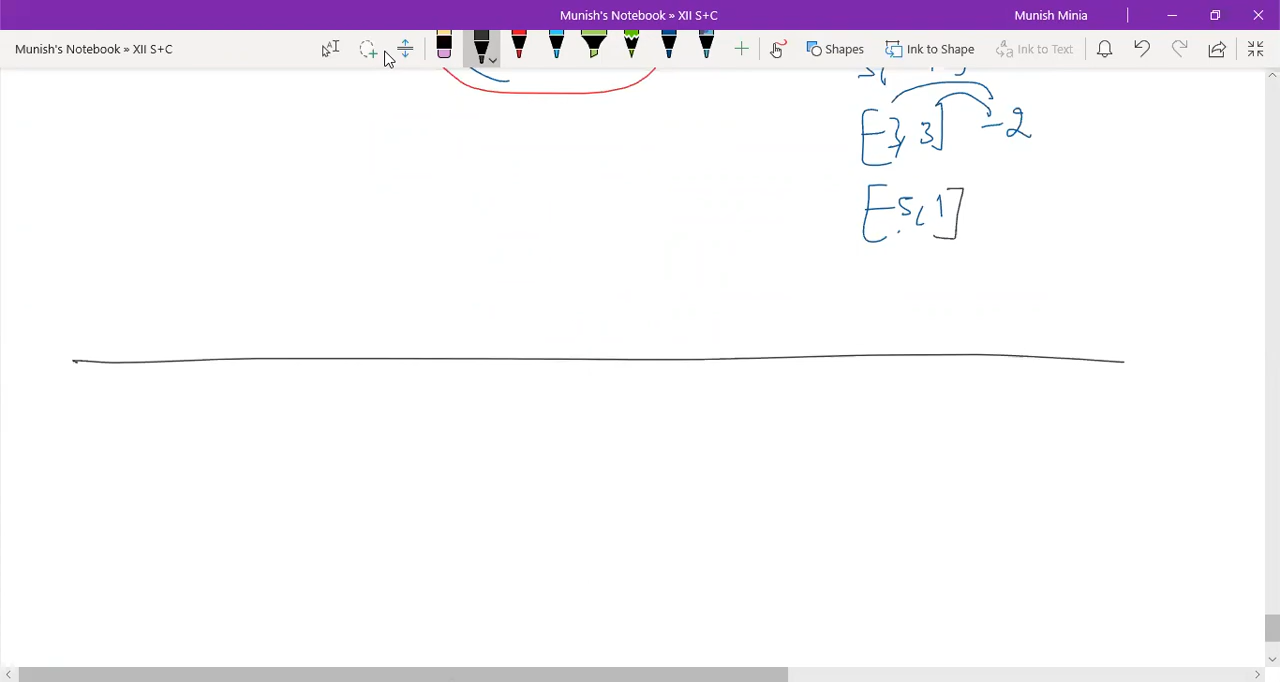 Munish's Notebook » XII S+C
Munish Minia
Munish's Notebook » XII S+C
Shapes
Ink to Shape
Ink to Text
[-3, 3] -2
[-5, 1]